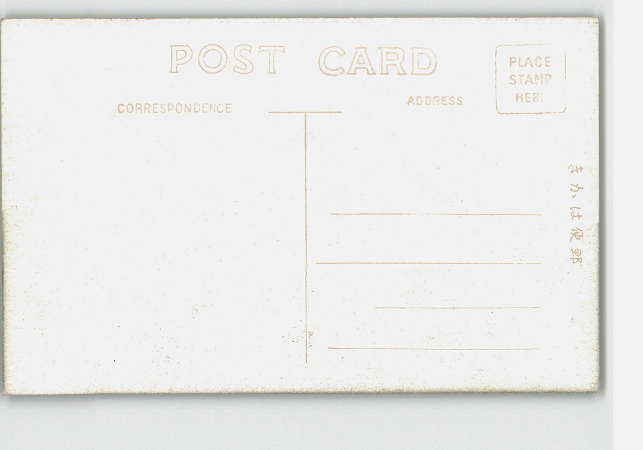 POST CARD
CORRESPONDENCE
ADDRESS
PLACE
STAMP
HERE
きかは便郵